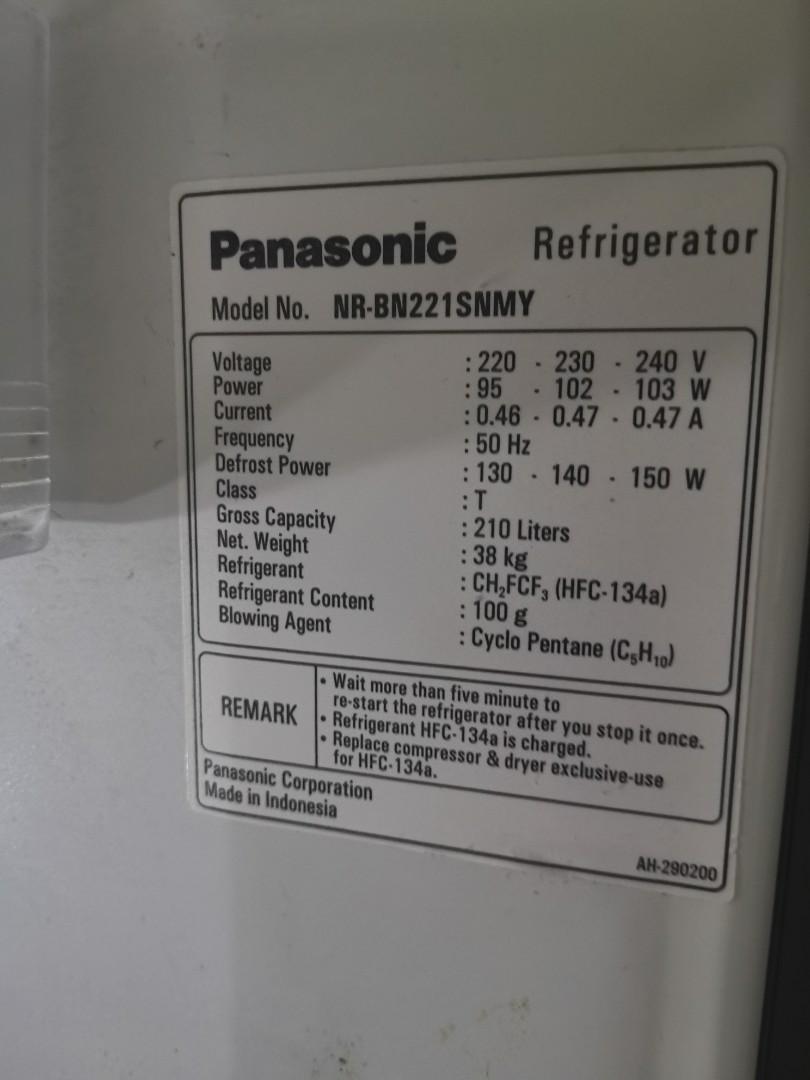 Panasonic Refrigerator
Model No. NR-BN221SNMY
Voltage : 220 - 230 - 240 V
Power : 95 - 102 - 103 W
Current : 0.46 - 0.47 - 0.47 A
Frequency : 50 Hz
Defrost Power : 130 - 140 - 150 W
Class : T
Gross Capacity : 210 Liters
Net. Weight : 38 kg
Refrigerant : CH₂FCF₃ (HFC-134a)
Refrigerant Content : 100 g
Blowing Agent : Cyclo Pentane (C₅H₁₀)
REMARK
• Wait more than five minute to
re-start the refrigerator after you stop it once.
• Refrigerant HFC-134a is charged.
• Replace compressor & dryer exclusive-use
for HFC-134a.
Panasonic Corporation
Made in Indonesia
AH-290200